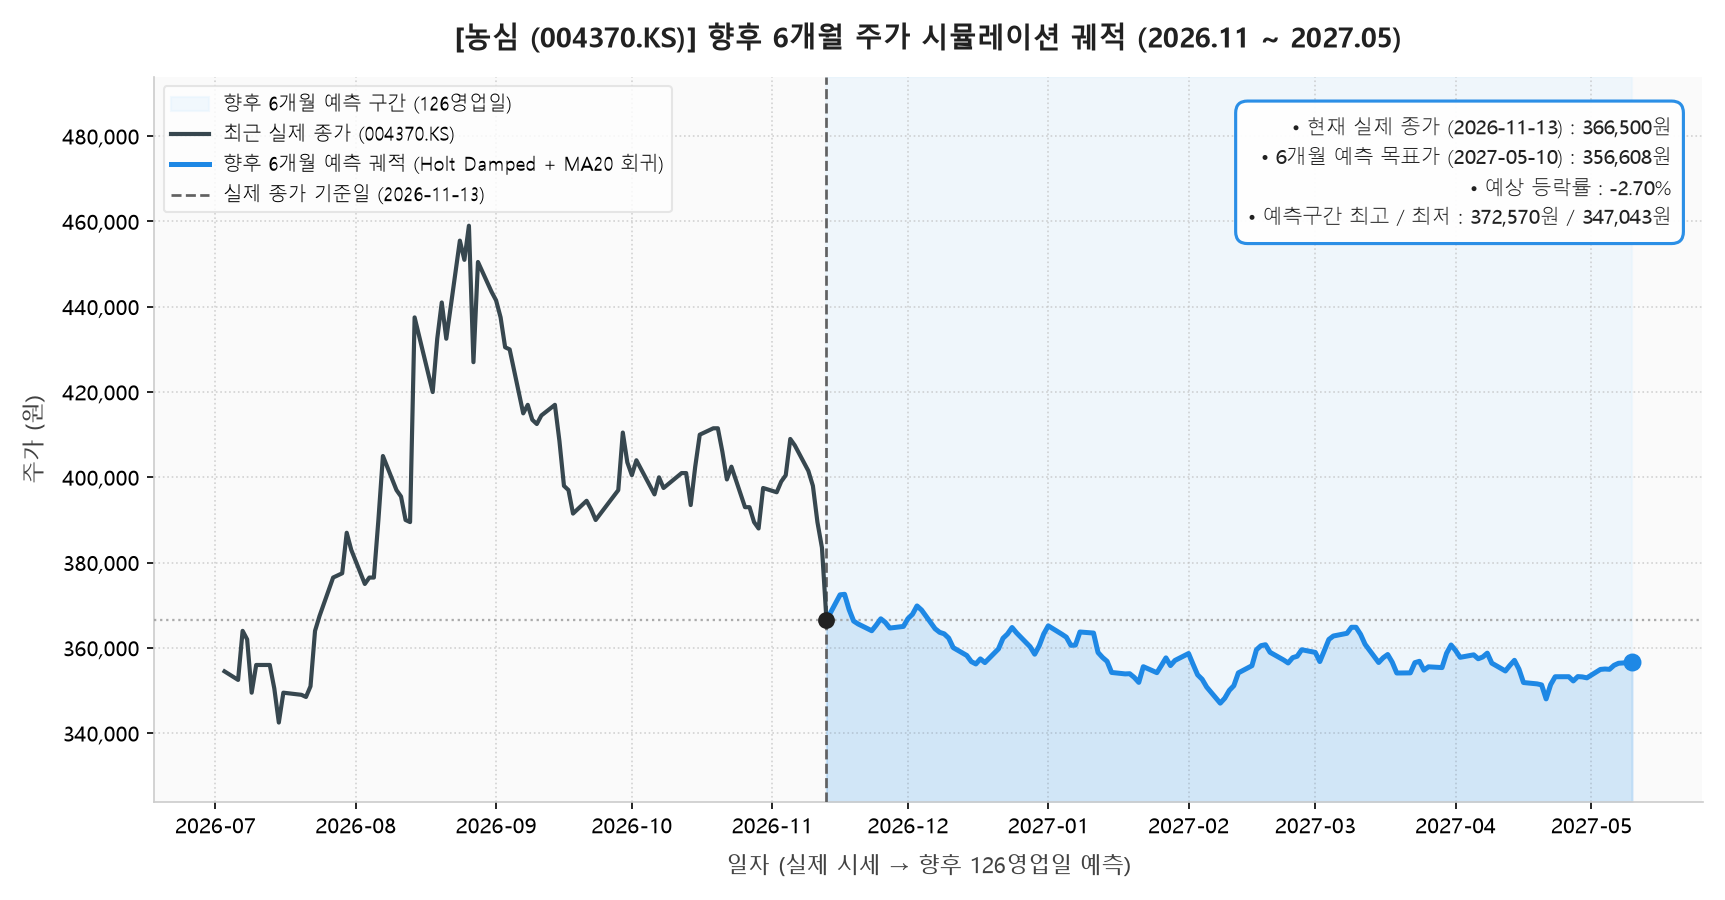 [농심 (004370.KS)] 향후 6개월 주가 시뮬레이션 궤적 (2026.11 ~ 2027.05)
향후 6개월 예측 구간 (126영업일)
최근 실제 종가 (004370.KS)
향후 6개월 예측 궤적 (Holt Damped + MA20 회귀)
실제 종가 기준일 (2026-11-13)
• 현재 실제 종가 (2026-11-13) : 366,500원
• 6개월 예측 목표가 (2027-05-10) : 356,608원
• 예상 등락률 : -2.70%
• 예측구간 최고 / 최저 : 372,570원 / 347,043원
주가 (원)
480,000
460,000
440,000
420,000
400,000
380,000
360,000
340,000
2026-07 2026-08 2026-09 2026-10 2026-11 2026-12 2027-01 2027-02 2027-03 2027-04 2027-05
일자 (실제 시세 → 향후 126영업일 예측)